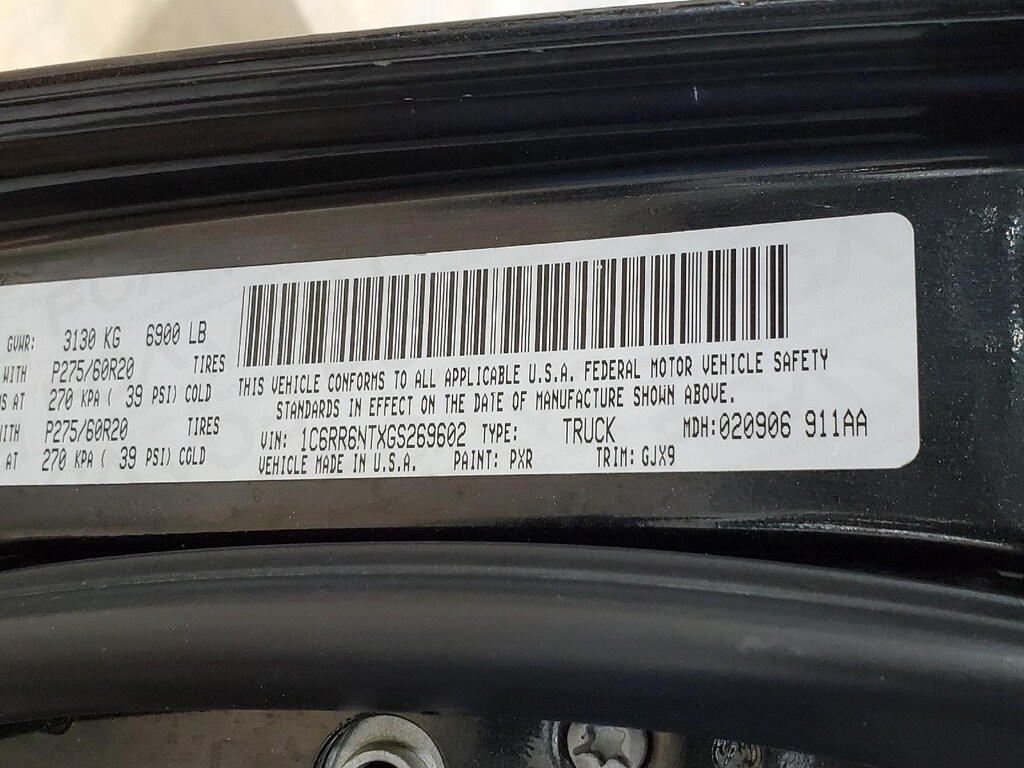 GVWR: 3130 KG 6900 LB
WITH P275/60R20 TIRES
AT 270 KPA ( 39 PSI) COLD
WITH P275/60R20 TIRES
AT 270 KPA ( 39 PSI) COLD
THIS VEHICLE CONFORMS TO ALL APPLICABLE U.S.A. FEDERAL MOTOR VEHICLE SAFETY
STANDARDS IN EFFECT ON THE DATE OF MANUFACTURE SHOWN ABOVE.
VIN: 1C6RR6NTXGS269602 TYPE: TRUCK MDH:020906 911AA
VEHICLE MADE IN U.S.A. PAINT: PXR TRIM: GJX9